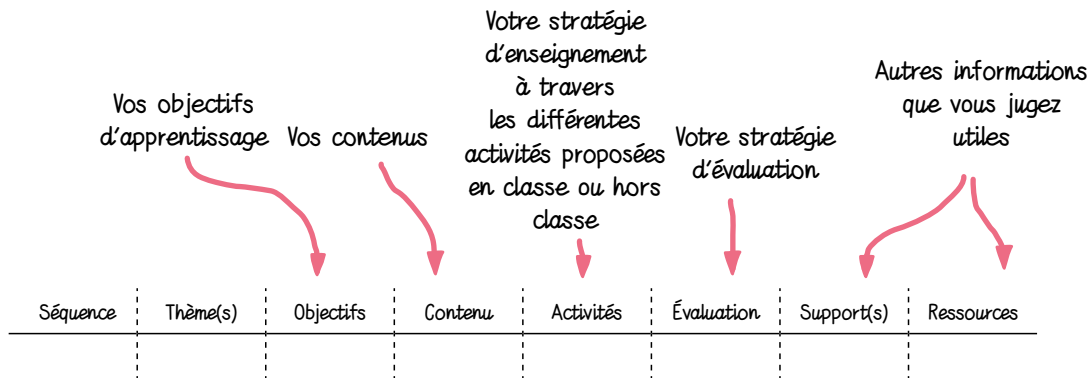 Vos objectifs
d'apprentissage
Vos contenus
Votre stratégie
d'enseignement
à travers
les différentes
activités proposées
en classe ou hors
classe
Votre stratégie
d'évaluation
Autres informations
que vous jugez
utiles
Séquence Thème(s) Objectifs Contenu Activités Évaluation Support(s) Ressources